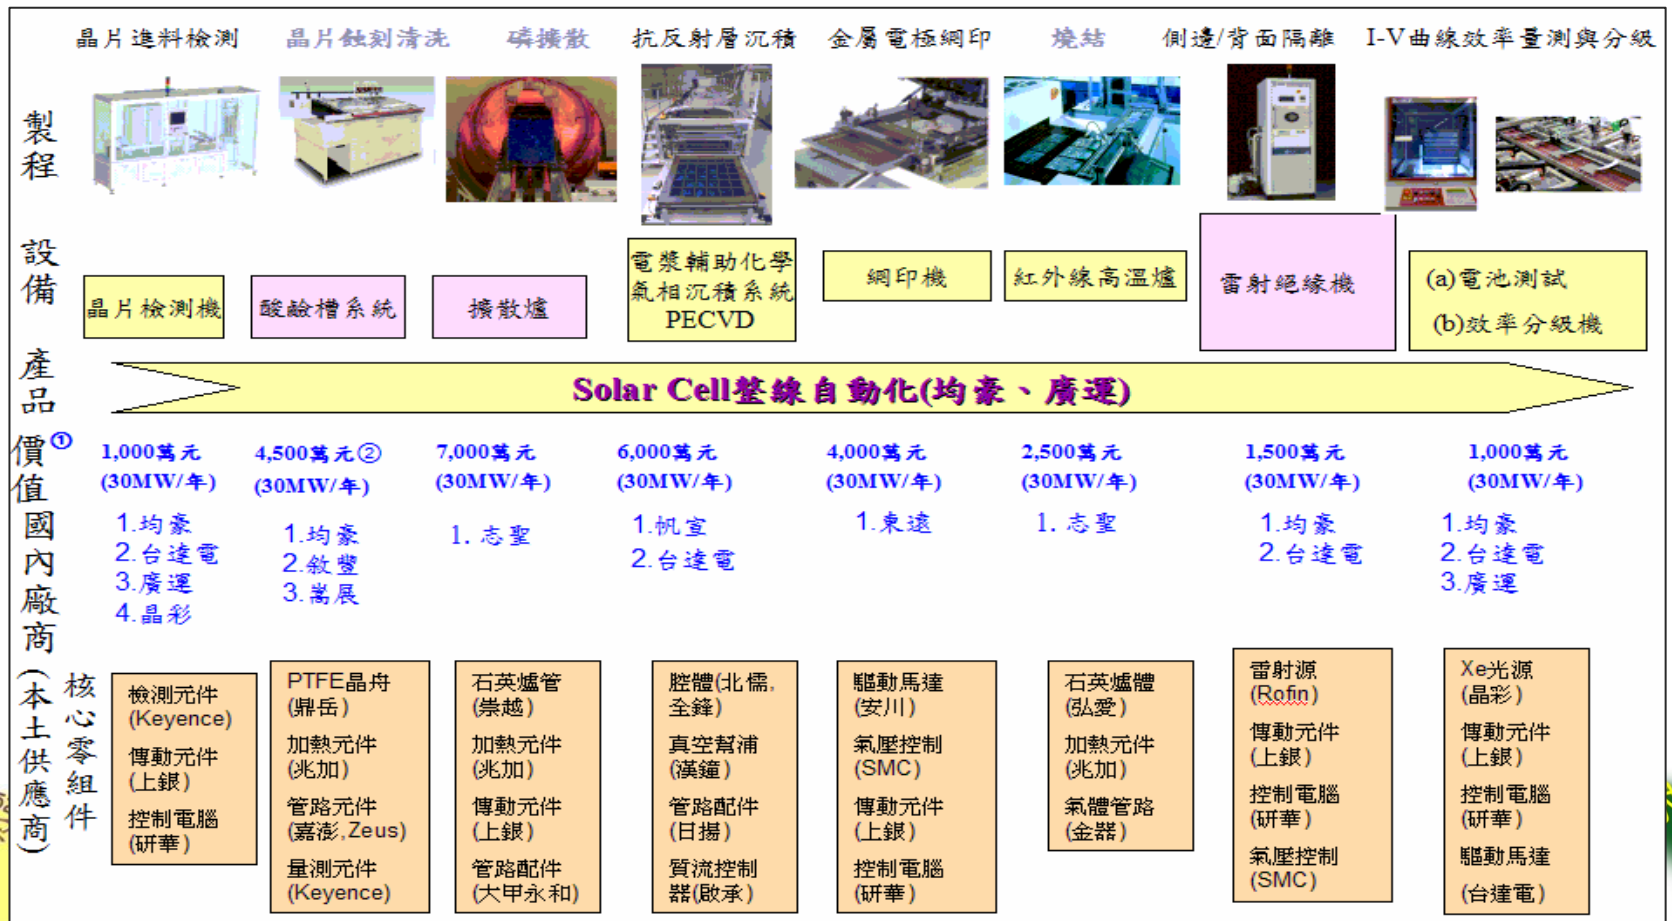 晶片進料檢測
晶片蝕刻清洗
磷擴散
抗反射層沉積
金屬電極網印
燒結
側邊/背面隔離
I-V曲線效率量測與分級
製程
設備
晶片檢測機
酸鹼槽系統
擴散爐
電漿輔助化學
氣相沉積系統
PECVD
網印機
紅外線高溫爐
雷射絕緣機
(a)電池測試
(b)效率分級機
產品
Solar Cell整線自動化(均豪、廣運)
價值①
1,000萬元
(30MW/年)
4,500萬元②
(30MW/年)
7,000萬元
(30MW/年)
6,000萬元
(30MW/年)
4,000萬元
(30MW/年)
2,500萬元
(30MW/年)
1,500萬元
(30MW/年)
1,000萬元
(30MW/年)
國內廠商
1.均豪
2.台達電
3.廣運
4.晶彩
1.均豪
2.敘豐
3.嵩展
1.志聖
1.帆宣
2.台達電
1.東遠
1.志聖
1.均豪
2.台達電
1.均豪
2.台達電
3.廣運
核心零組件
(本土供應商)
檢測元件
(Keyence)
傳動元件
(上銀)
控制電腦
(研華)
PTFE晶舟
(鼎岳)
加熱元件
(兆加)
管路元件
(嘉澎,Zeus)
量測元件
(Keyence)
石英爐管
(崇越)
加熱元件
(兆加)
傳動元件
(上銀)
管路配件
(大甲永和)
腔體(北儒,
全鋒)
真空幫浦
(漢鐘)
管路配件
(日揚)
質流控制
器(啟承)
驅動馬達
(安川)
氣壓控制
(SMC)
傳動元件
(上銀)
控制電腦
(研華)
石英爐體
(弘愛)
加熱元件
(兆加)
氣體管路
(金器)
雷射源
(Rofin)
傳動元件
(上銀)
控制電腦
(研華)
氣壓控制
(SMC)
Xe光源
(晶彩)
傳動元件
(上銀)
控制電腦
(研華)
驅動馬達
(台達電)